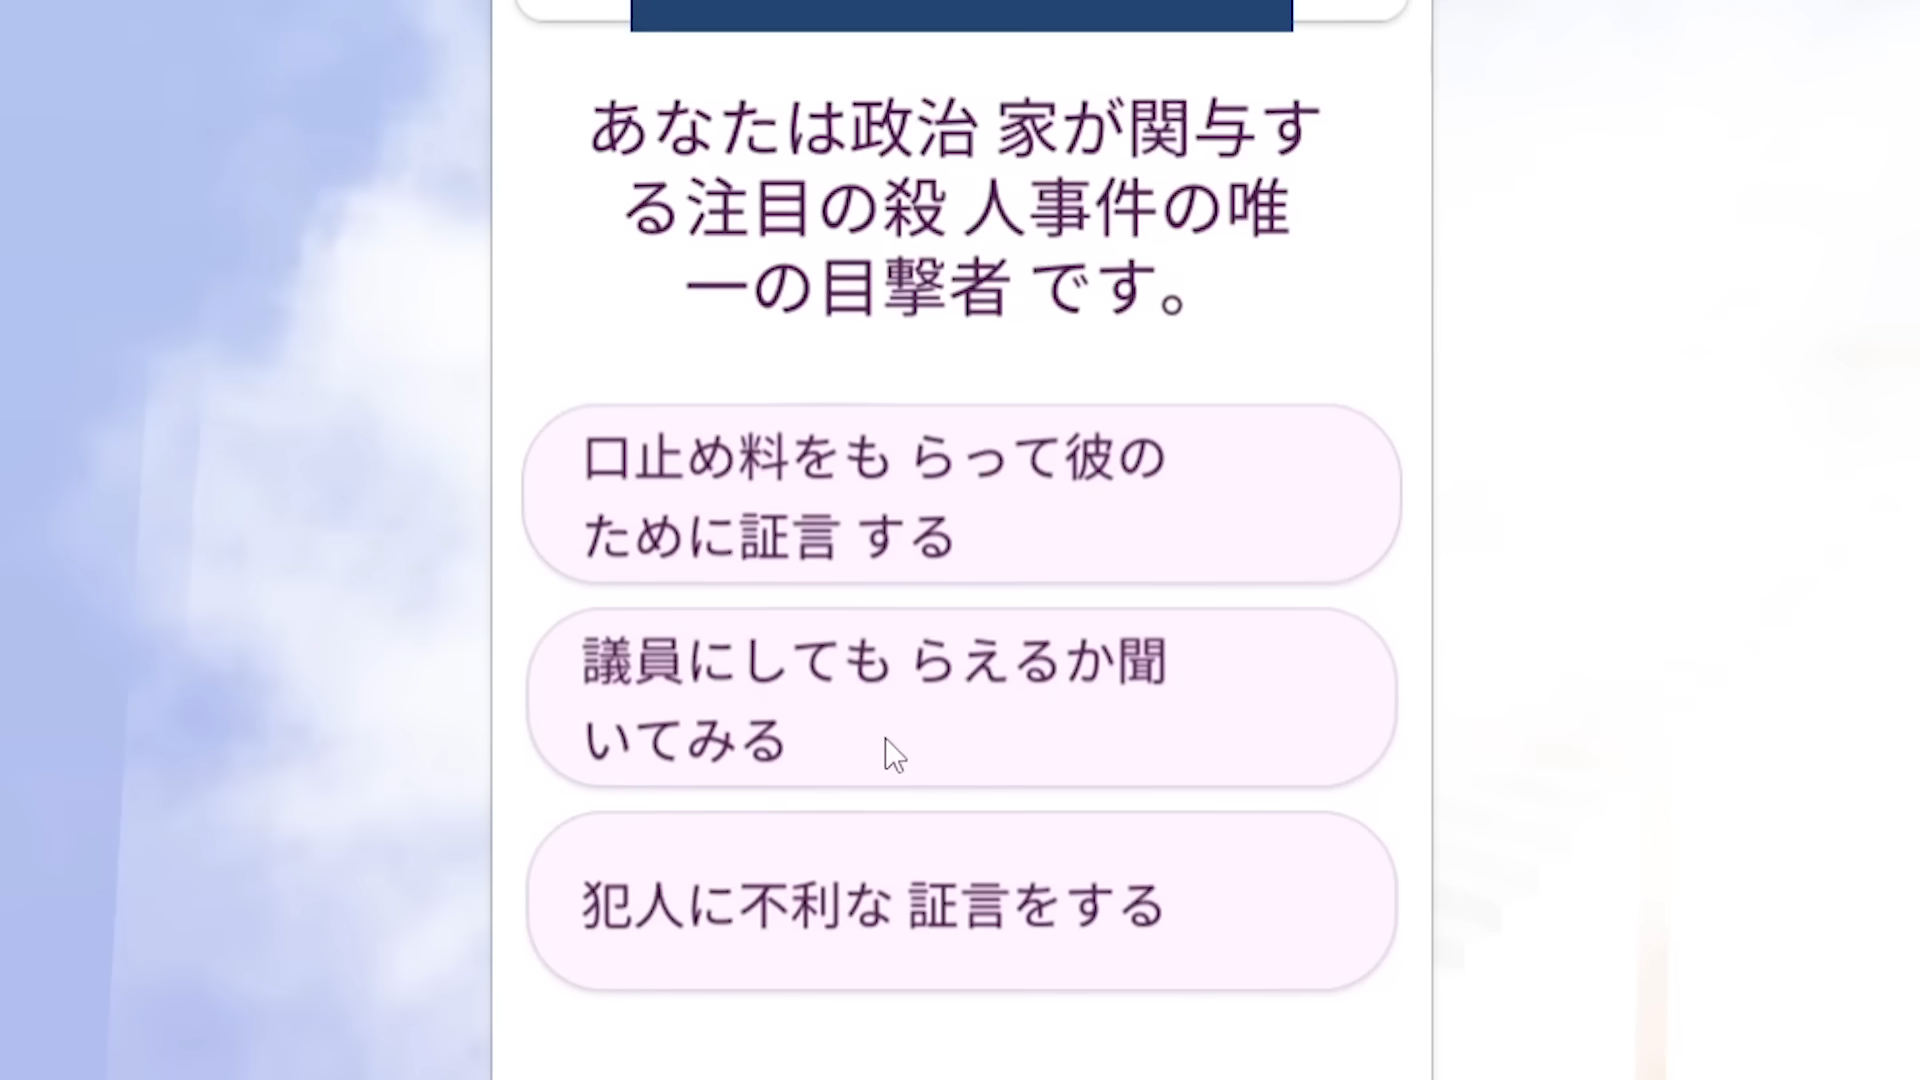 あなたは政治 家が関与す
る注目の殺 人事件の唯
一の目撃者 です。
口止め料をも らって彼の
ために証言 する
議員にしても らえるか聞
いてみる
犯人に不利な 証言をする